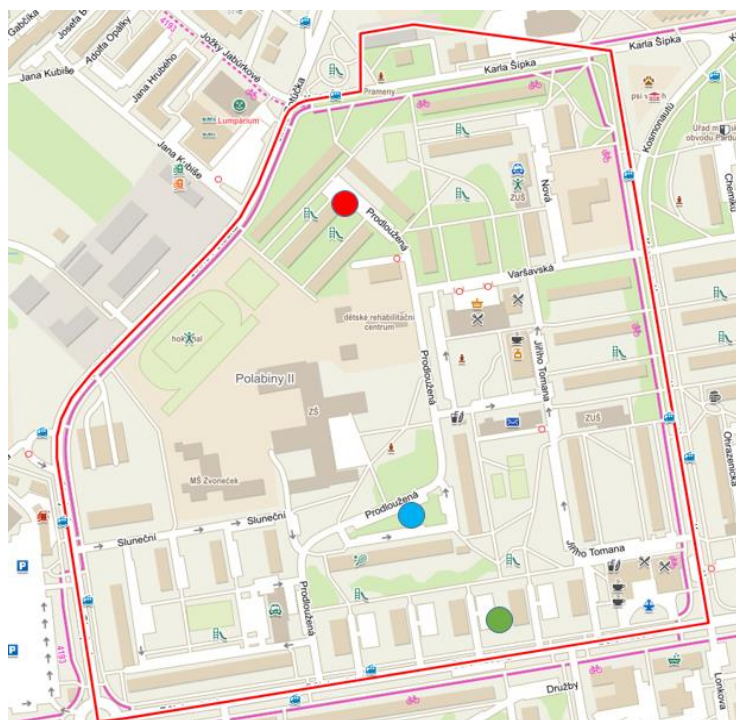 Gabčíka
Josefa B
Adolfa Opálky
Jana Kubiše
Jana Hrubého
Jožky Jabůrkové
4193
Lumpárium
Jana Kubiše
Prameny
Karla Šípka
Karla Šípka
psí
Kosmonautů
Úřad m
obvodu Pardu
Chemiků
ZUŠ
Nová
Prodloužená
Varšavská
dětské rehabilitační
centrum
Prodloužená
Jiřího Tomana
Polabiny II
ZŠ
ZUŠ
Ohrazenická
MŠ Zvoneček
Prodloužená
Sluneční
Sluneční
Jiřího Tomana
Prodloužená
P
P
4193
Družby
Lonkova